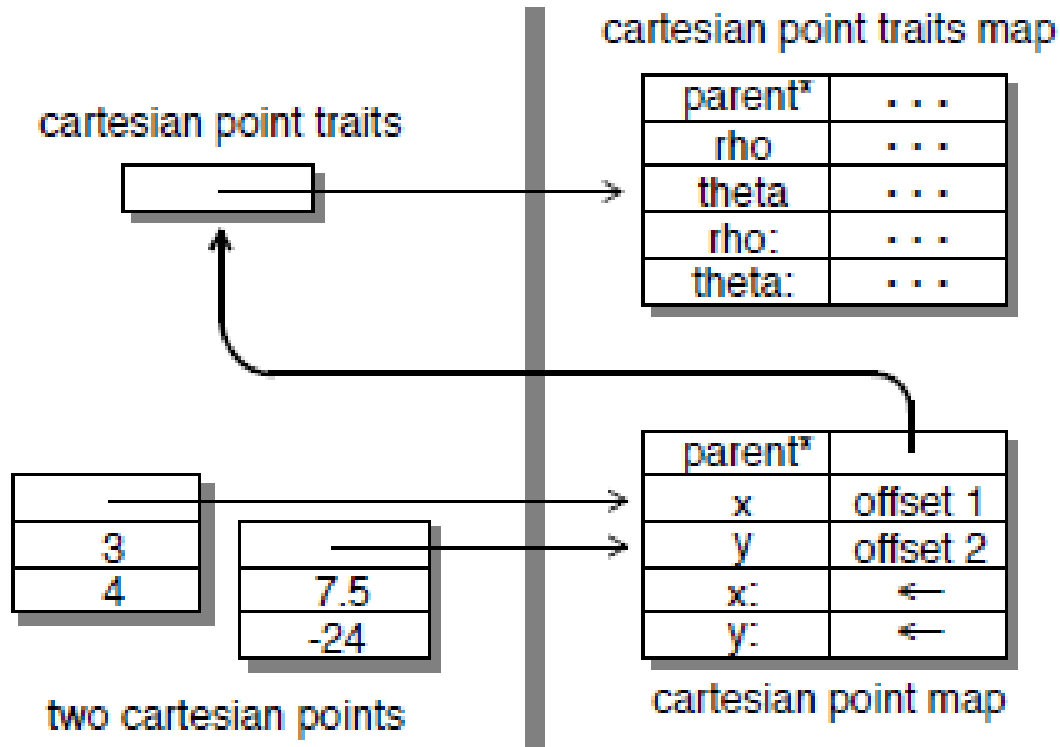 cartesian point traits map
parent* ...
rho ...
theta ...
rho: ...
theta: ...
cartesian point traits
parent*
x offset 1
y offset 2
x: ←
y: ←
cartesian point map
3
4
7.5
-24
two cartesian points